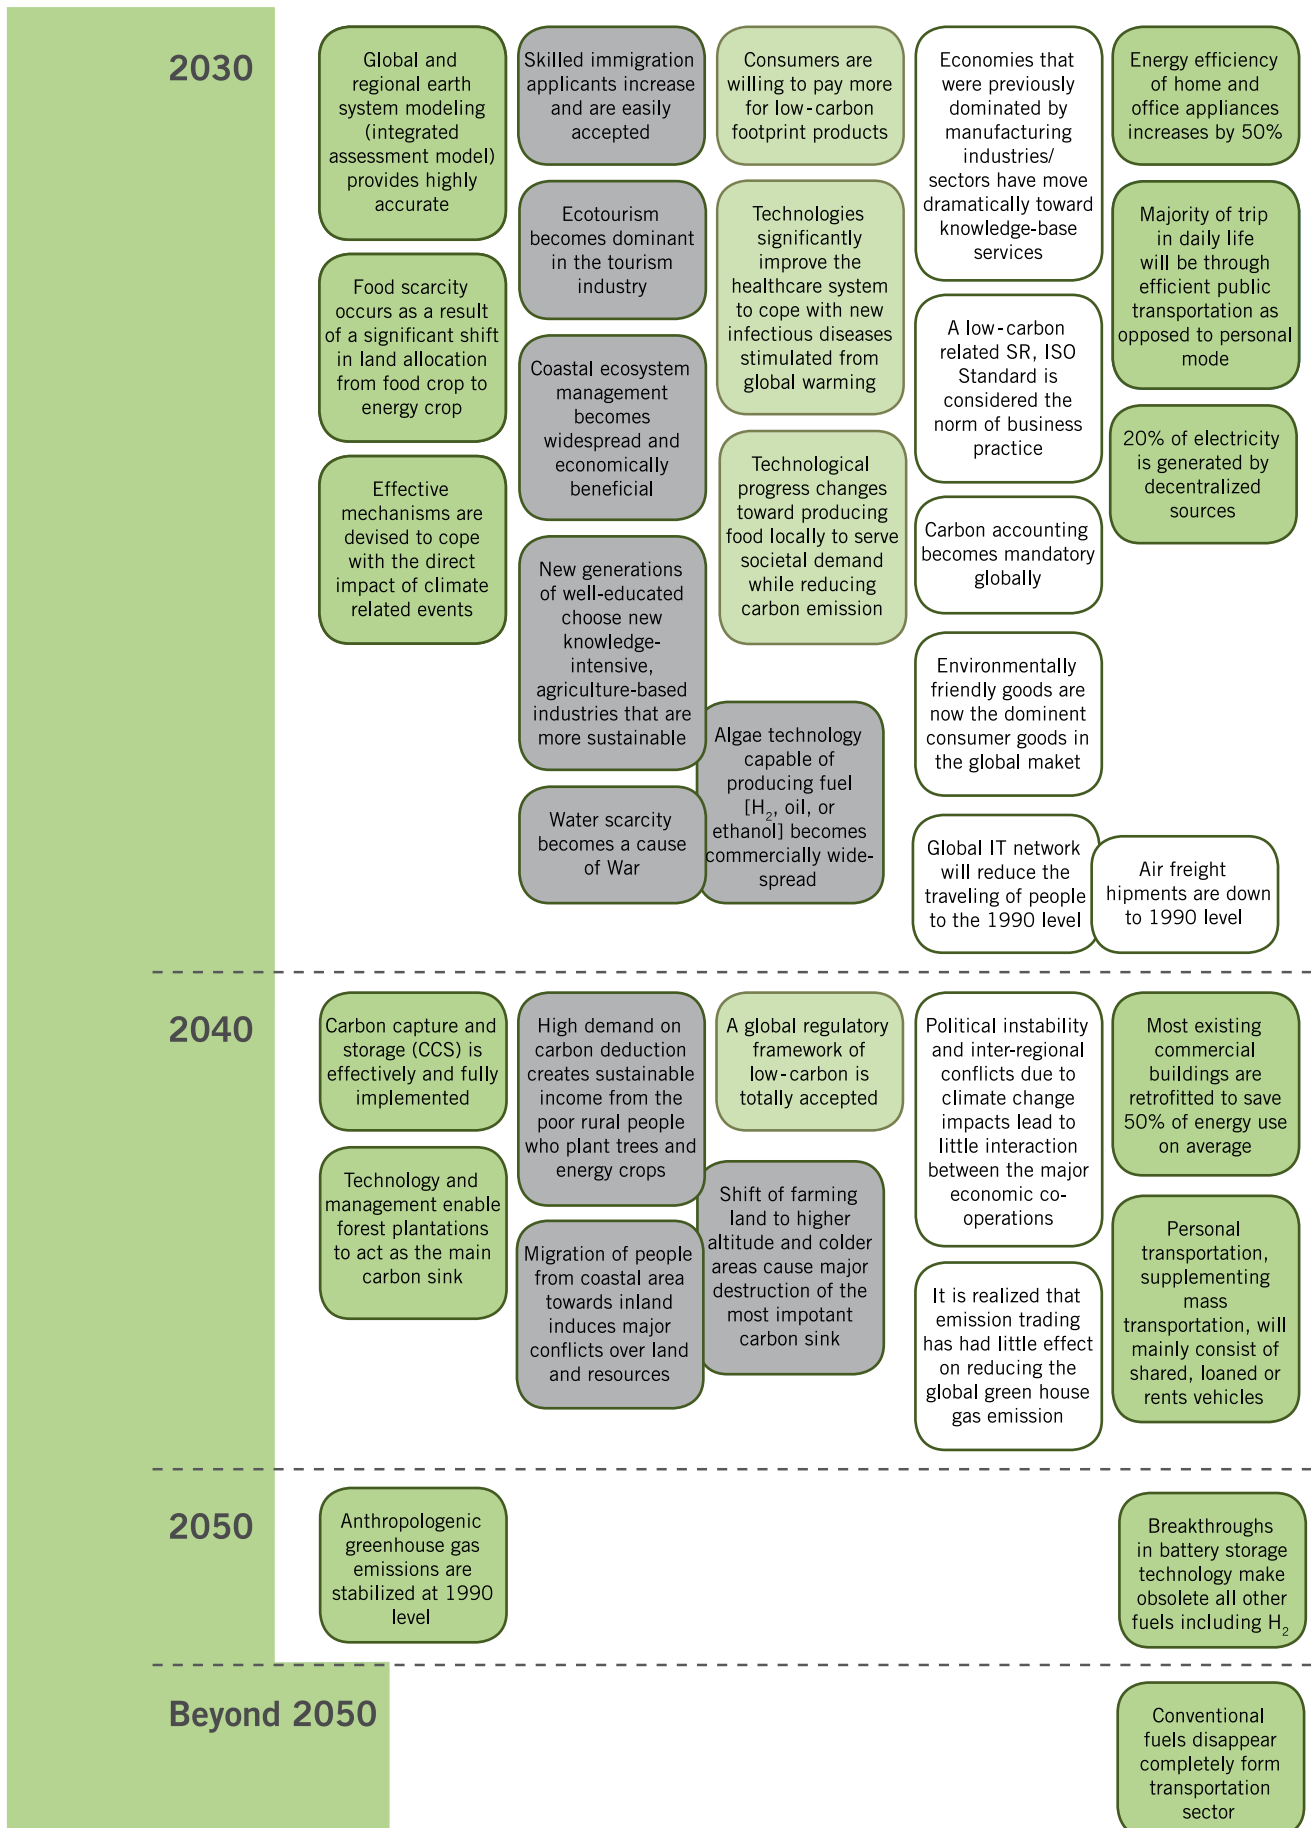 2030
Global and
regional earth
system modeling
(integrated
assessment model)
provides highly
accurate
Food scarcity
occurs as a result
of a significant shift
in land allocation
from food crop to
energy crop
Effective
mechanisms are
devised to cope
with the direct
impact of climate
related events
Skilled immigration
applicants increase
and are easily
accepted
Ecotourism
becomes dominant
in the tourism
industry
Coastal ecosystem
management
becomes
widespread and
economically
beneficial
New generations
of well-educated
choose new
knowledge-
intensive,
agriculture-based
industries that are
more sustainable
Water scarcity
becomes a cause
of War
Consumers are
willing to pay more
for low-carbon
footprint products
Technologies
significantly
improve the
healthcare system
to cope with new
infectious diseases
stimulated from
global warming
Technological
progress changes
toward producing
food locally to serve
societal demand
while reducing
carbon emission
Algae technology
capable of
producing fuel
[H₂, oil, or
ethanol] becomes
commercially wide-
spread
Economies that
were previously
dominated by
manufacturing
industries/
sectors have move
dramatically toward
knowledge-base
services
A low-carbon
related SR, ISO
Standard is
considered the
norm of business
practice
Carbon accounting
becomes mandatory
globally
Environmentally
friendly goods are
now the dominent
consumer goods in
the global maket
Global IT network
will reduce the
traveling of people
to the 1990 level
Energy efficiency
of home and
office appliances
increases by 50%
Majority of trip
in daily life
will be through
efficient public
transportation as
opposed to personal
mode
20% of electricity
is generated by
decentralized
sources
Air freight
hipments are down
to 1990 level
2040
Carbon capture and
storage (CCS) is
effectively and fully
implemented
Technology and
management enable
forest plantations
to act as the main
carbon sink
High demand on
carbon deduction
creates sustainable
income from the
poor rural people
who plant trees and
energy crops
Migration of people
from coastal area
towards inland
induces major
conflicts over land
and resources
A global regulatory
framework of
low-carbon is
totally accepted
Shift of farming
land to higher
altitude and colder
areas cause major
destruction of the
most impotant
carbon sink
Political instability
and inter-regional
conflicts due to
climate change
impacts lead to
little interaction
between the major
economic co-
operations
It is realized that
emission trading
has had little effect
on reducing the
global green house
gas emission
Most existing
commercial
buildings are
retrofitted to save
50% of energy use
on average
Personal
transportation,
supplementing
mass
transportation, will
mainly consist of
shared, loaned or
rents vehicles
2050
Anthropologenic
greenhouse gas
emissions are
stabilized at 1990
level
Breakthroughs
in battery storage
technology make
obsolete all other
fuels including H₂
Beyond 2050
Conventional
fuels disappear
completely form
transportation
sector